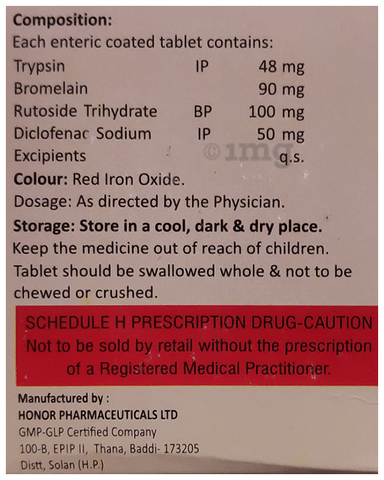 Composition:
Each enteric coated tablet contains:
Trypsin IP 48 mg
Bromelain 90 mg
Rutoside Trihydrate BP 100 mg
Diclofenac Sodium IP 50 mg
Excipients q.s.
©1mg
Colour: Red Iron Oxide.
Dosage: As directed by the Physician.
Storage: Store in a cool, dark & dry place.
Keep the medicine out of reach of children.
Tablet should be swallowed whole & not to be
chewed or crushed.
SCHEDULE H PRESCRIPTION DRUG-CAUTION
Not to be sold by retail without the prescription
of a Registered Medical Practitioner.
Manufactured by :
HONOR PHARMACEUTICALS LTD
GMP-GLP Certified Company
100-B, EPIP II, Thana, Baddi- 173205
Distt, Solan (H.P.)